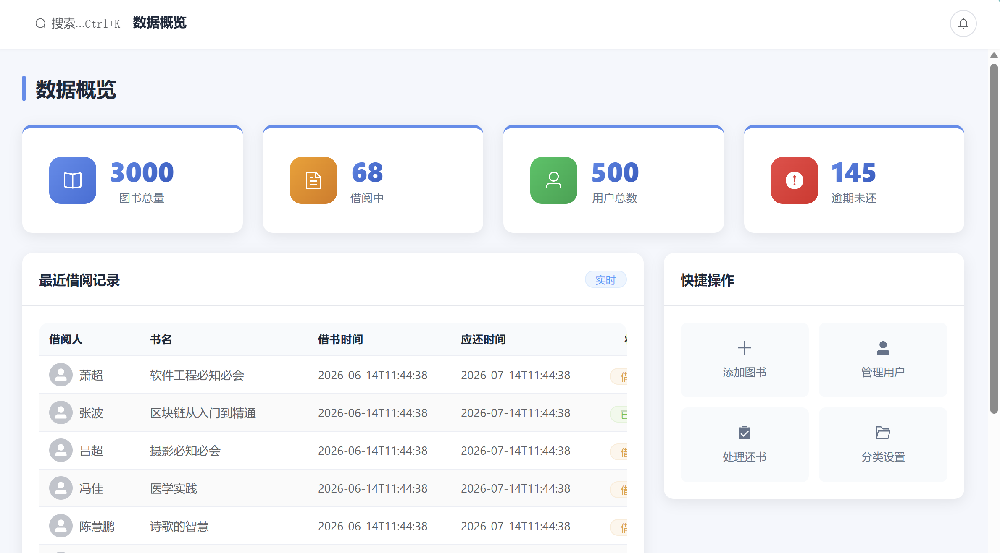 搜索...Ctrl+K 数据概览
数据概览
3000
图书总量
68
借阅中
500
用户总数
145
逾期未还
最近借阅记录
实时
借阅人 书名 借书时间 应还时间
萧超 软件工程必知必会 2026-06-14T11:44:38 2026-07-14T11:44:38 借
张波 区块链从入门到精通 2026-06-14T11:44:38 2026-07-14T11:44:38 已
吕超 摄影必知必会 2026-06-14T11:44:38 2026-07-14T11:44:38 借
冯佳 医学实践 2026-06-14T11:44:38 2026-07-14T11:44:38 借
陈慧鹏 诗歌的智慧 2026-06-14T11:44:38 2026-07-14T11:44:38 借
快捷操作
添加图书
管理用户
处理还书
分类设置